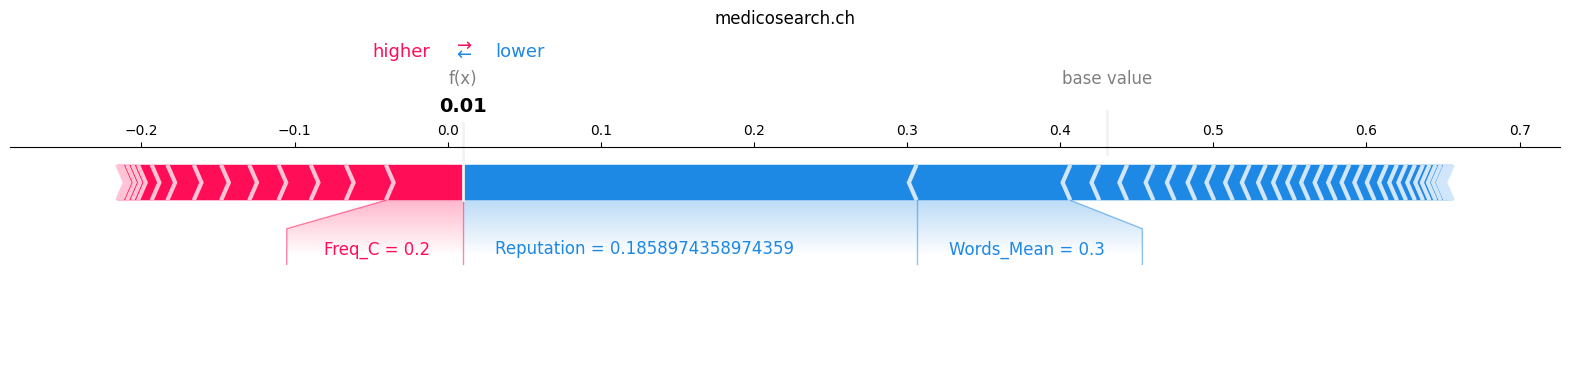 medicosearch.ch
higher ⇄ lower
f(x) base value
0.01
−0.2 −0.1 0.0 0.1 0.2 0.3 0.4 0.5 0.6 0.7
Freq_C = 0.2 Reputation = 0.1858974358974359 Words_Mean = 0.3